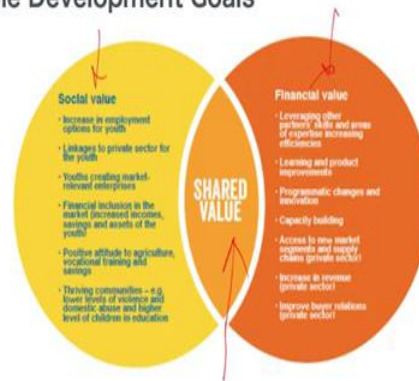 Development Goals
Social value
· Increase in employment
options for youth
· Linkages to private sector for
the youth
· Youths creating market-
relevant enterprises
· Financial inclusion in the
market (increased incomes,
savings and assets of the
youth)
· Positive attitude to agriculture,
vocational training and
savings
· Thriving communities – e.g.
lower levels of violence and
domestic abuse and higher
level of children in education
SHARED
VALUE
Financial value
· Leveraging other
partners' skills and areas
of expertise increasing
efficiencies
· Learning and product
improvements
· Programmatic changes and
innovation
· Capacity building
· Access to new market
segments and supply
chains (private sector)
· Increase in revenue
(private sector)
· Improve buyer relations
(private sector)